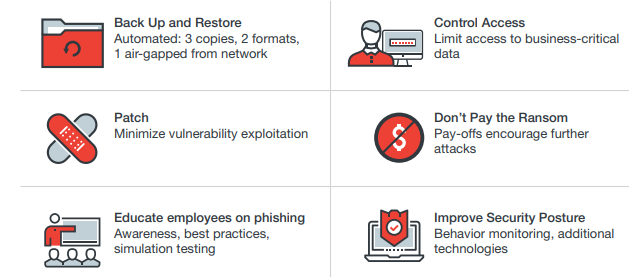 Back Up and Restore
Automated: 3 copies, 2 formats,
1 air-gapped from network
Control Access
Limit access to business-critical
data
Patch
Minimize vulnerability exploitation
Don't Pay the Ransom
Pay-offs encourage further
attacks
Educate employees on phishing
Awareness, best practices,
simulation testing
Improve Security Posture
Behavior monitoring, additional
technologies